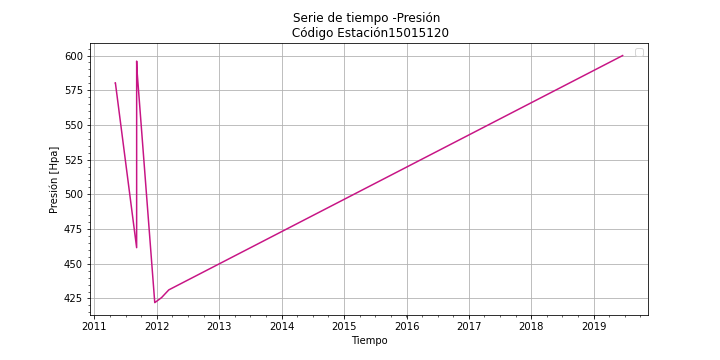 Serie de tiempo -Presión
Código Estación15015120
600
575
550
525
500
475
450
425
Presión [Hpa]
2011 2012 2013 2014 2015 2016 2017 2018 2019
Tiempo